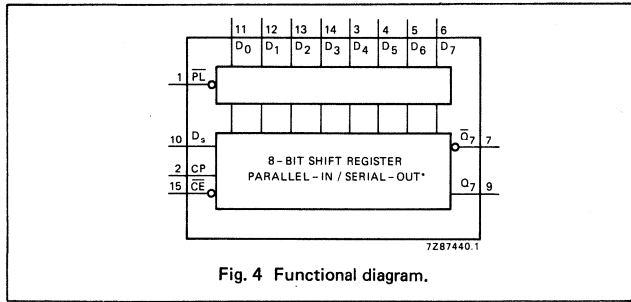 11 12 13 14 3 4 5 6
D0 D1 D2 D3 D4 D5 D6 D7
1 P̅L̅
10 Ds
Q̅7 7
8-BIT SHIFT REGISTER
2 CP
PARALLEL-IN / SERIAL-OUT*
15 C̅E̅
Q7 9
7Z87440.1
Fig. 4 Functional diagram.